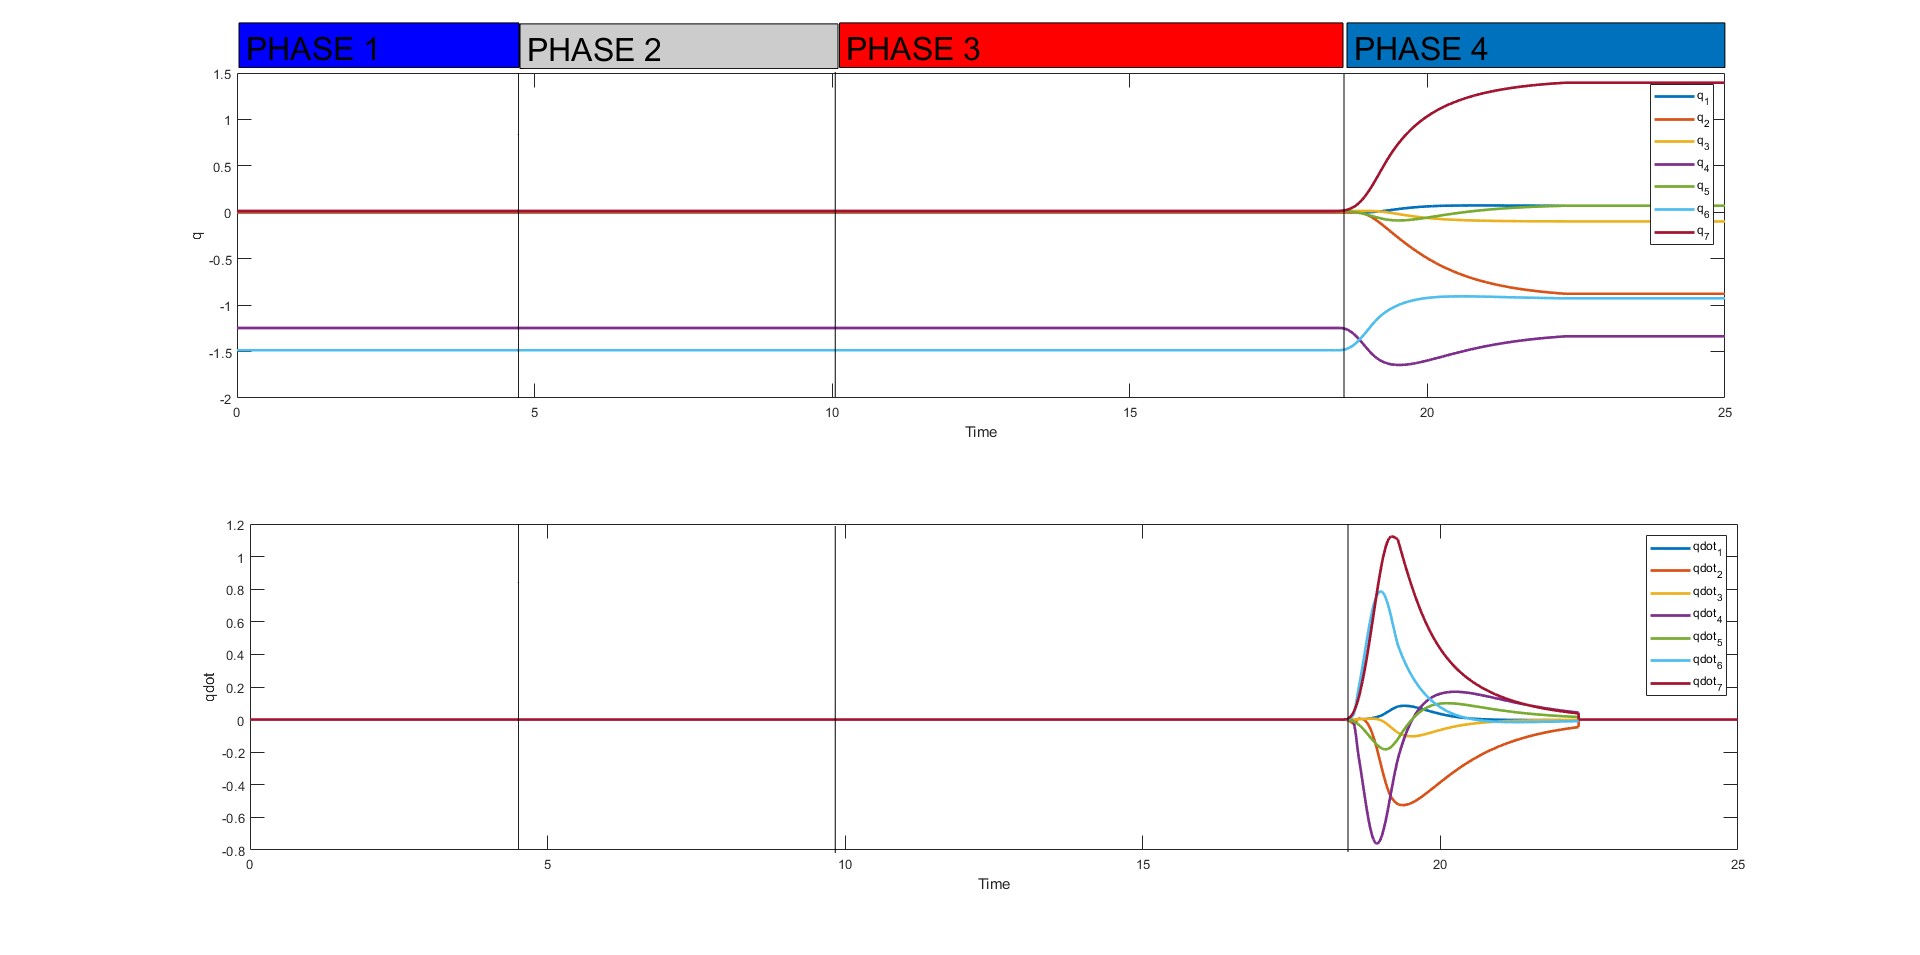 PHASE 1 PHASE 2 PHASE 3 PHASE 4
1.5
1
0.5
0
-0.5
-1
-1.5
-2
q
0 5 10 15 20 25
Time
q1
q2
q3
q4
q5
q6
q7
1.2
1
0.8
0.6
0.4
0.2
0
-0.2
-0.4
-0.6
-0.8
qdot
0 5 10 15 20 25
Time
qdot1
qdot2
qdot3
qdot4
qdot5
qdot6
qdot7